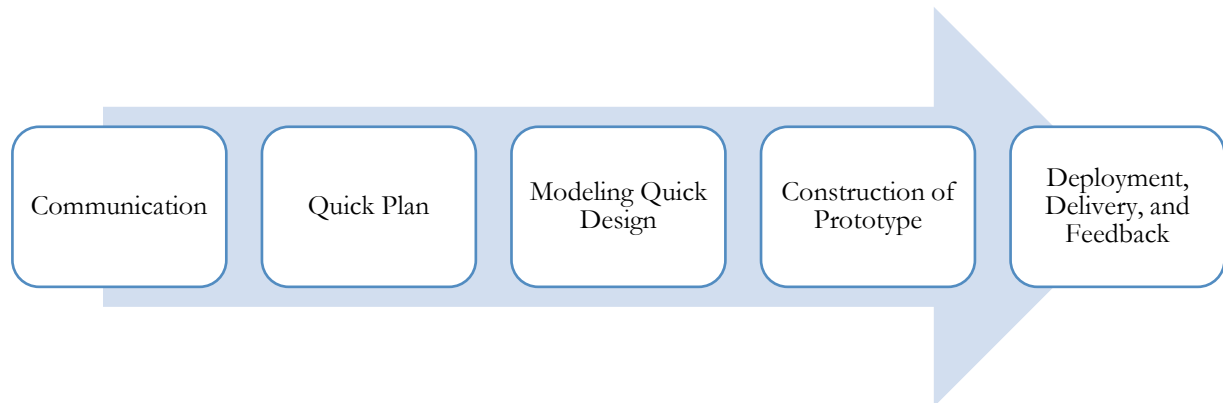 Communication
Quick Plan
Modeling Quick
Design
Construction of
Prototype
Deployment,
Delivery, and
Feedback